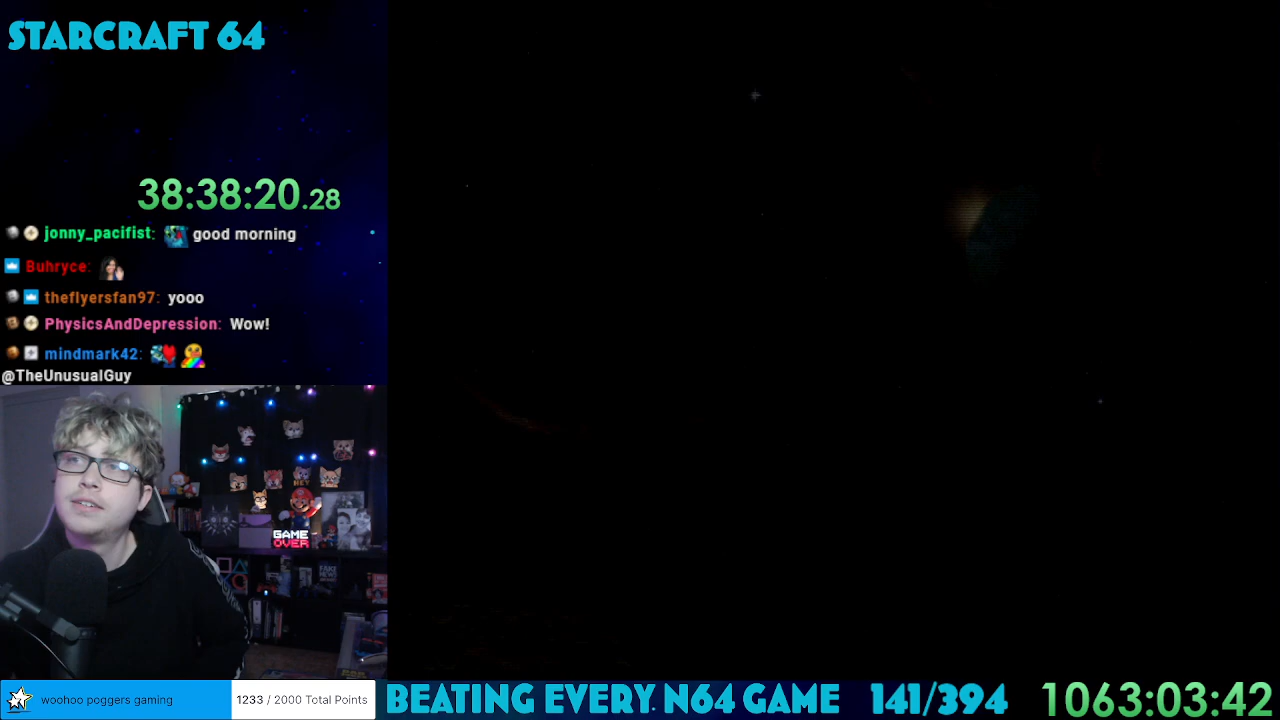 STARCRAFT 64
38:38:20.28
jonny_pacifist: good morning
Buhryce:
theflyersfan97: yooo
PhysicsAndDepression: Wow!
mindmark42:
@TheUnusualGuy
HEY
GAME
OVER
woohoo poggers gaming
1233 / 2000 Total Points
BEATING EVERY N64 GAME
141/394
1063:03:42